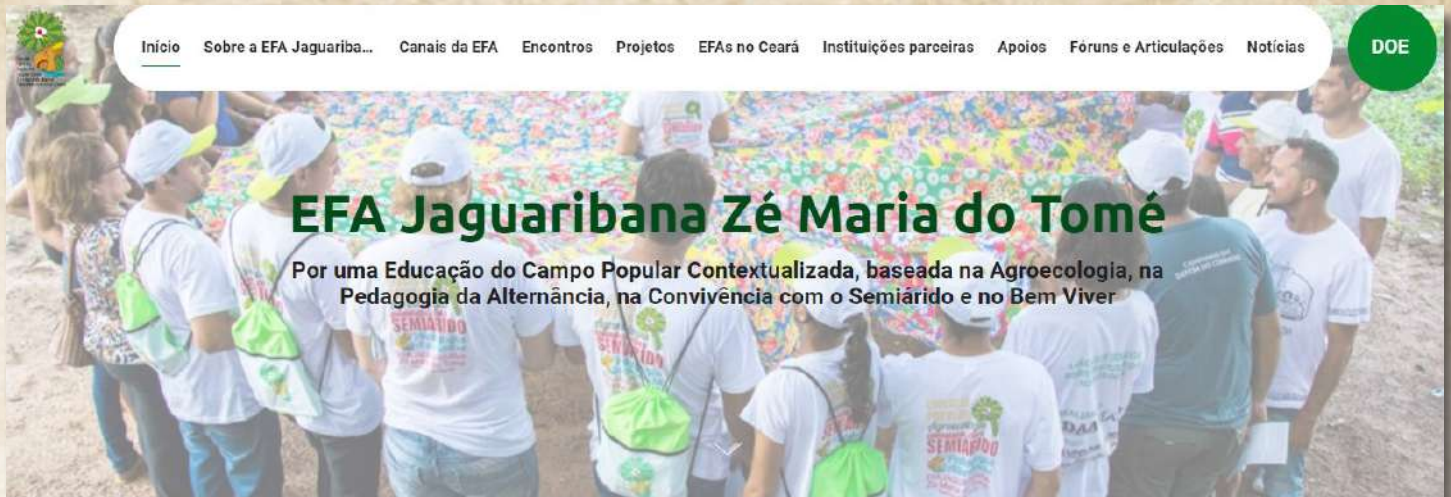 Início
Sobre a EFA Jaguariba...
Canais da EFA
Encontros
Projetos
EFAs no Ceará
Instituições parceiras
Apoios
Fóruns e Articulações
Notícias
DOE
EFA Jaguaribana Zé Maria do Tomé
Por uma Educação do Campo Popular Contextualizada, baseada na Agroecologia, na
Pedagogia da Alternância, na Convivência com o Semiárido e no Bem Viver
SEMIÁRIDO
SEMIÁRIDO